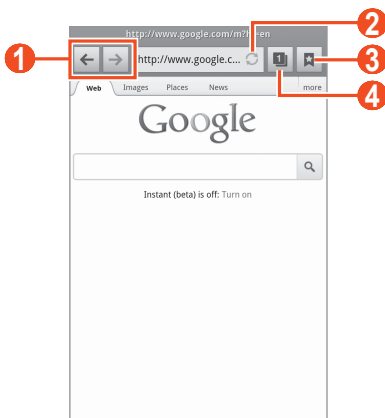 http://www.google.com/m?hl=en
2
1
http://www.google.c...
1
3
Web Images Places News more
4
Google
Instant (beta) is off: Turn on